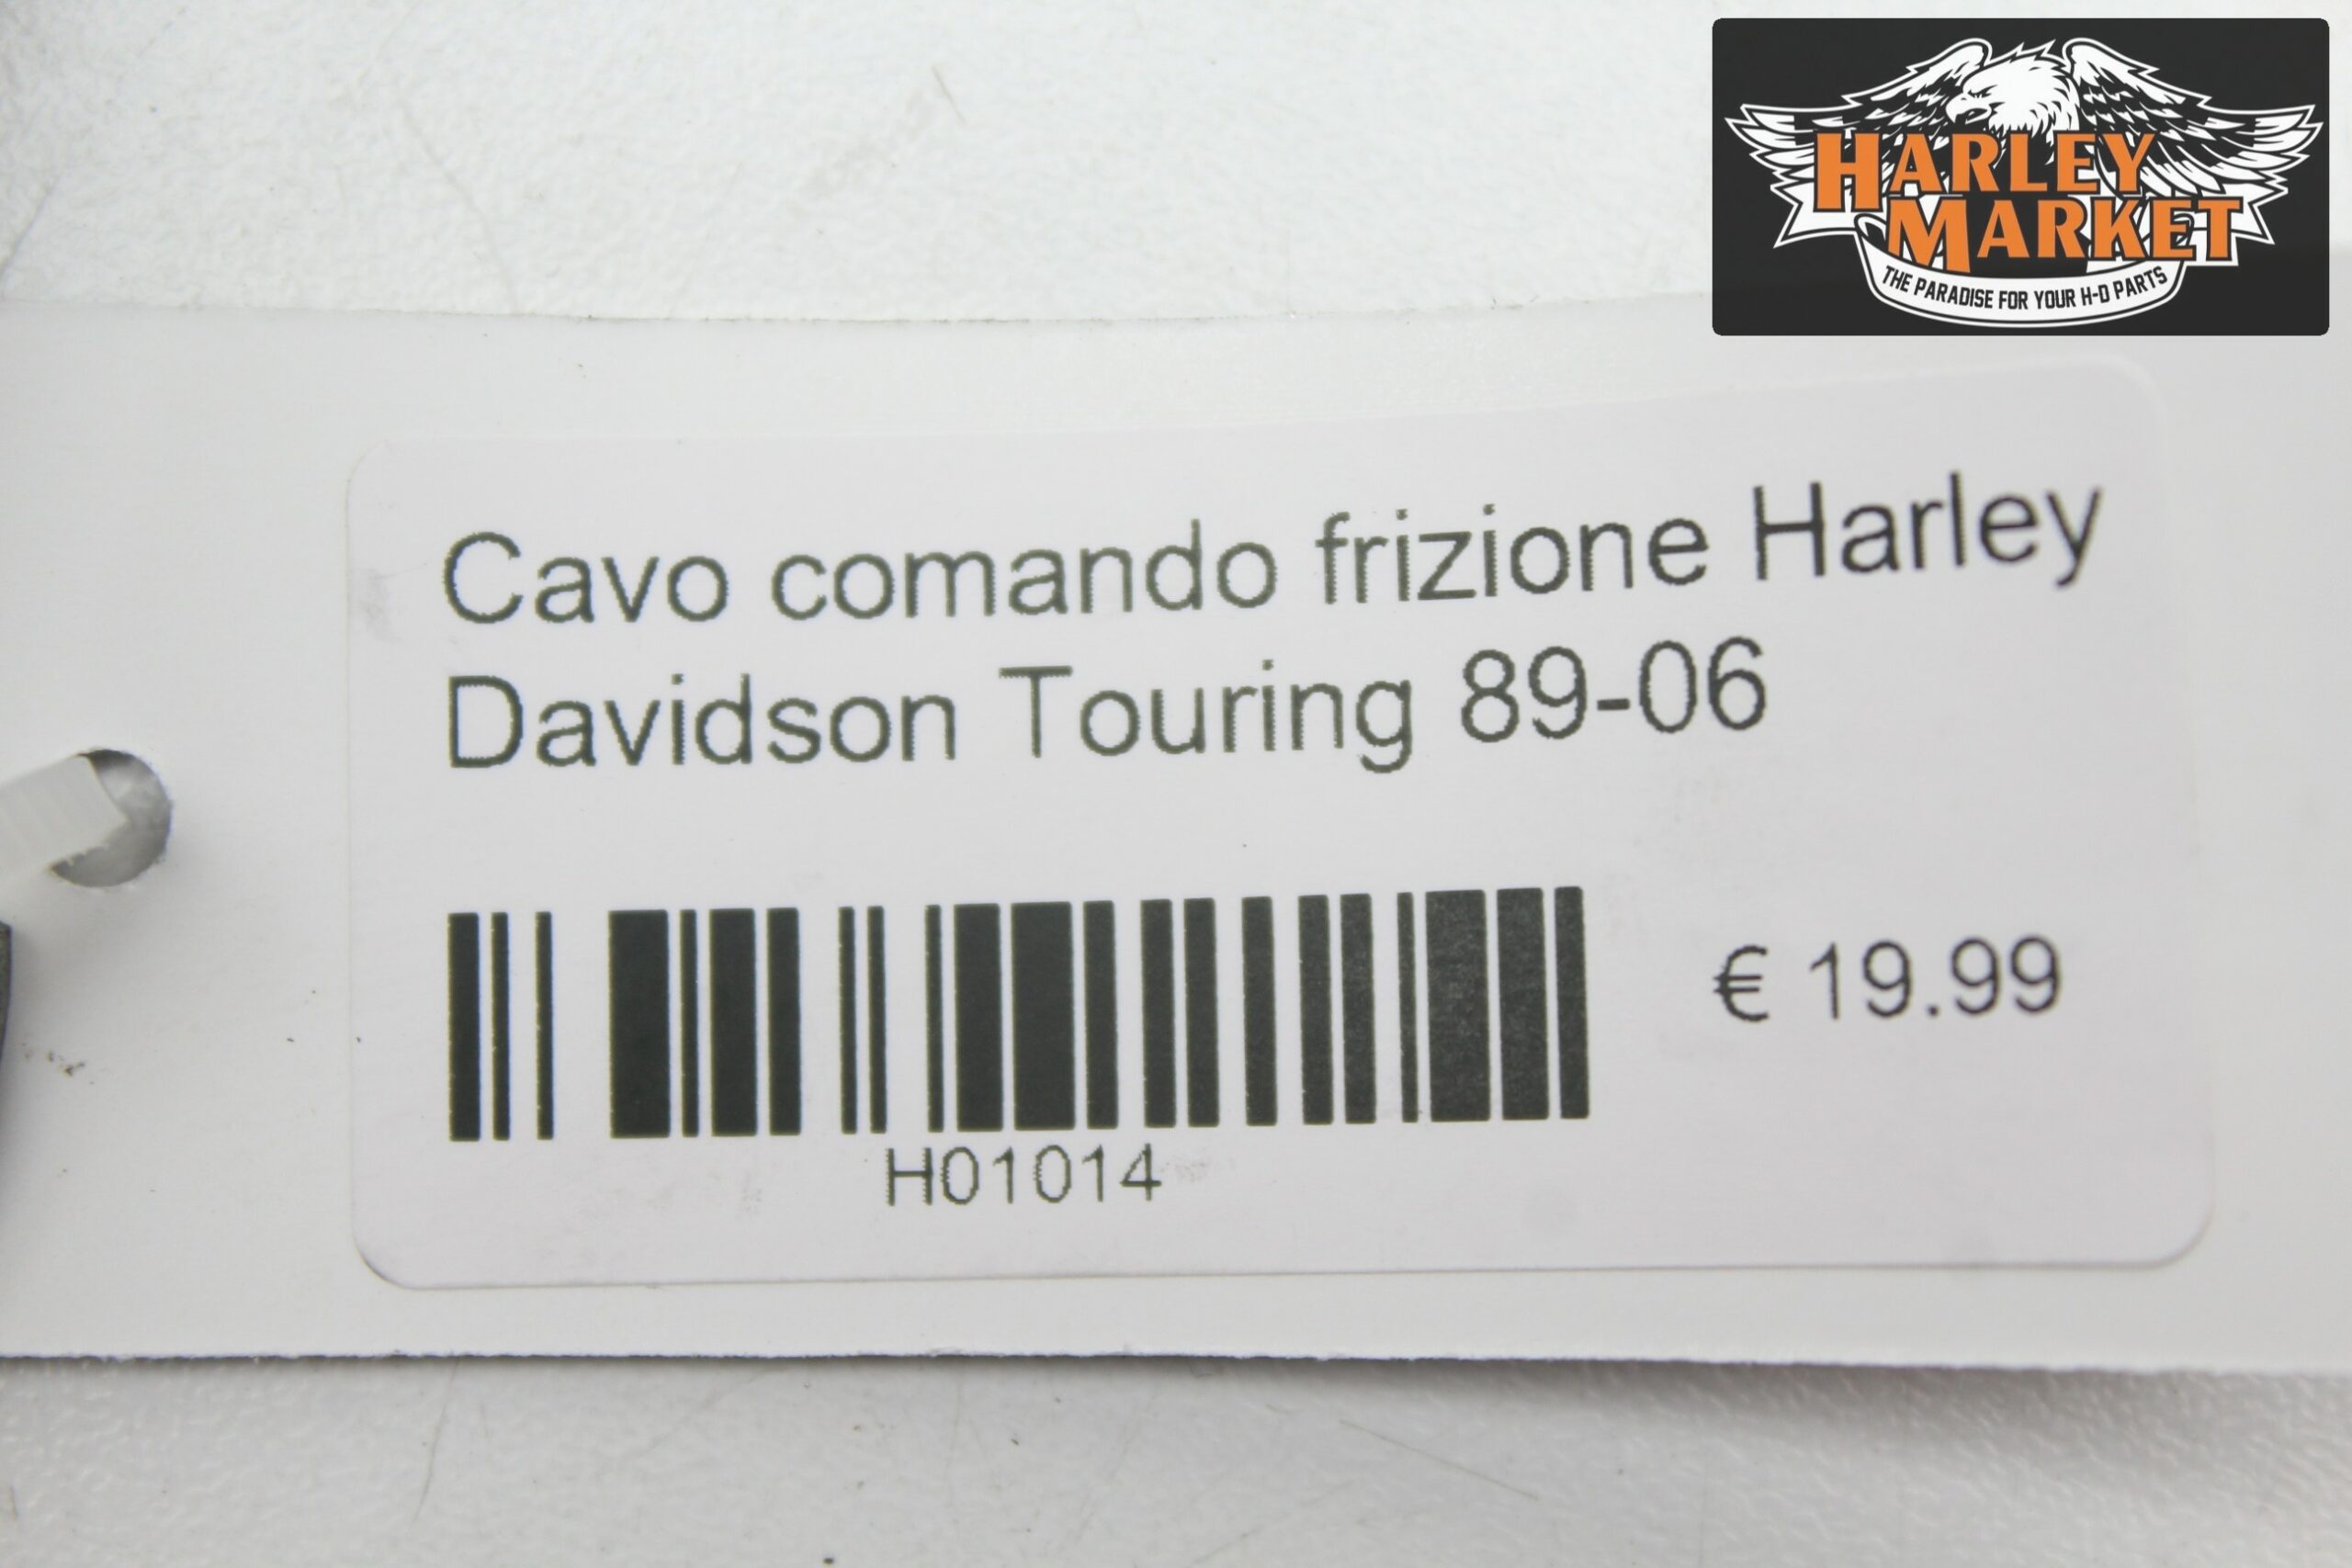 HARLEY
MARKET
THE PARADISE FOR YOUR H-D PARTS
Cavo comando frizione Harley
Davidson Touring 89-06
€ 19.99
H01014